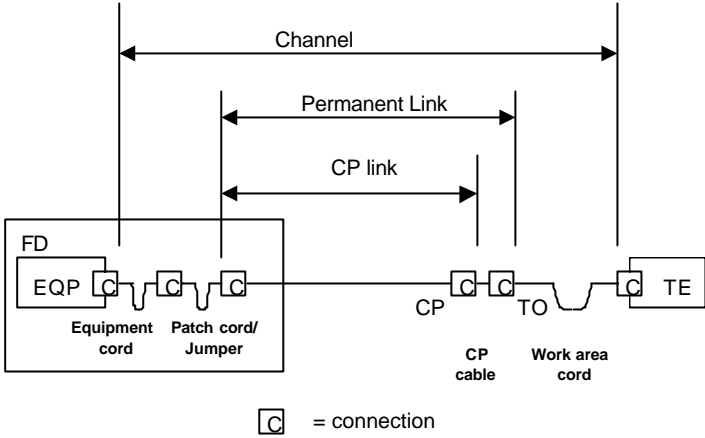 Channel
Permanent Link
CP link
FD
EQP C C C C C C TE
CP TO
Equipment cord
Patch cord/ Jumper
CP cable
Work area cord
C = connection